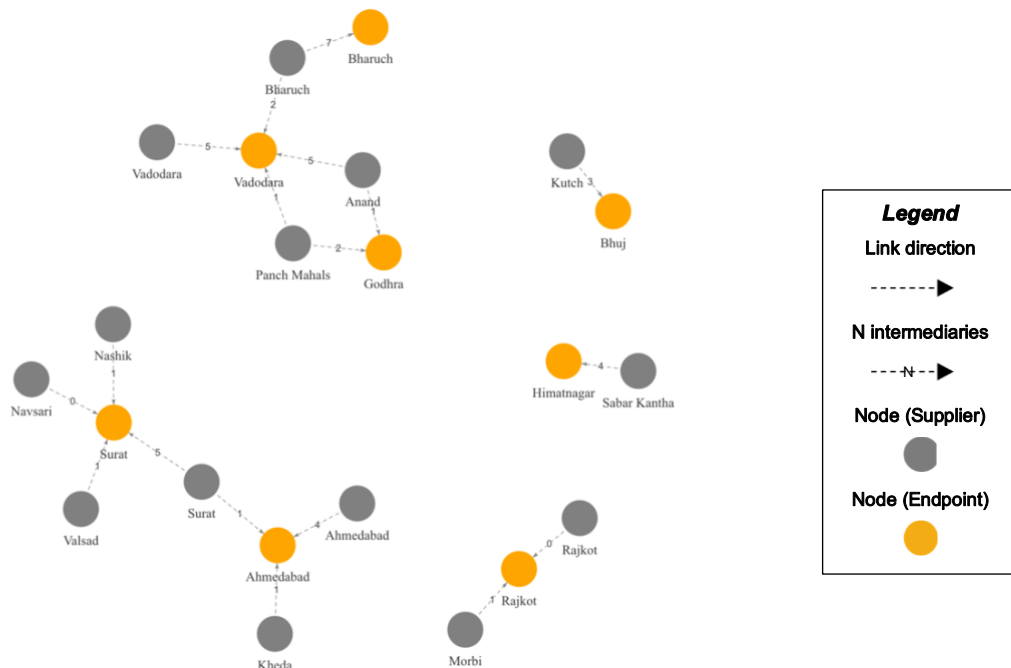 7
Bharuch
Bharuch
2
5
Vadodara
Vadodara
5
Anand
1
1
Panch Mahals
2
Godhra
Kutch
3
Bhuj
Nashik
1
Navsari
0
Surat
1
5
Valsad
Surat
1
4
Ahmedabad
Ahmedabad
1
Kheda
Himatnagar
4
Sabar Kantha
0
Rajkot
Rajkot
1
Morbi
Legend
Link direction
N intermediaries
N
Node (Supplier)
Node (Endpoint)